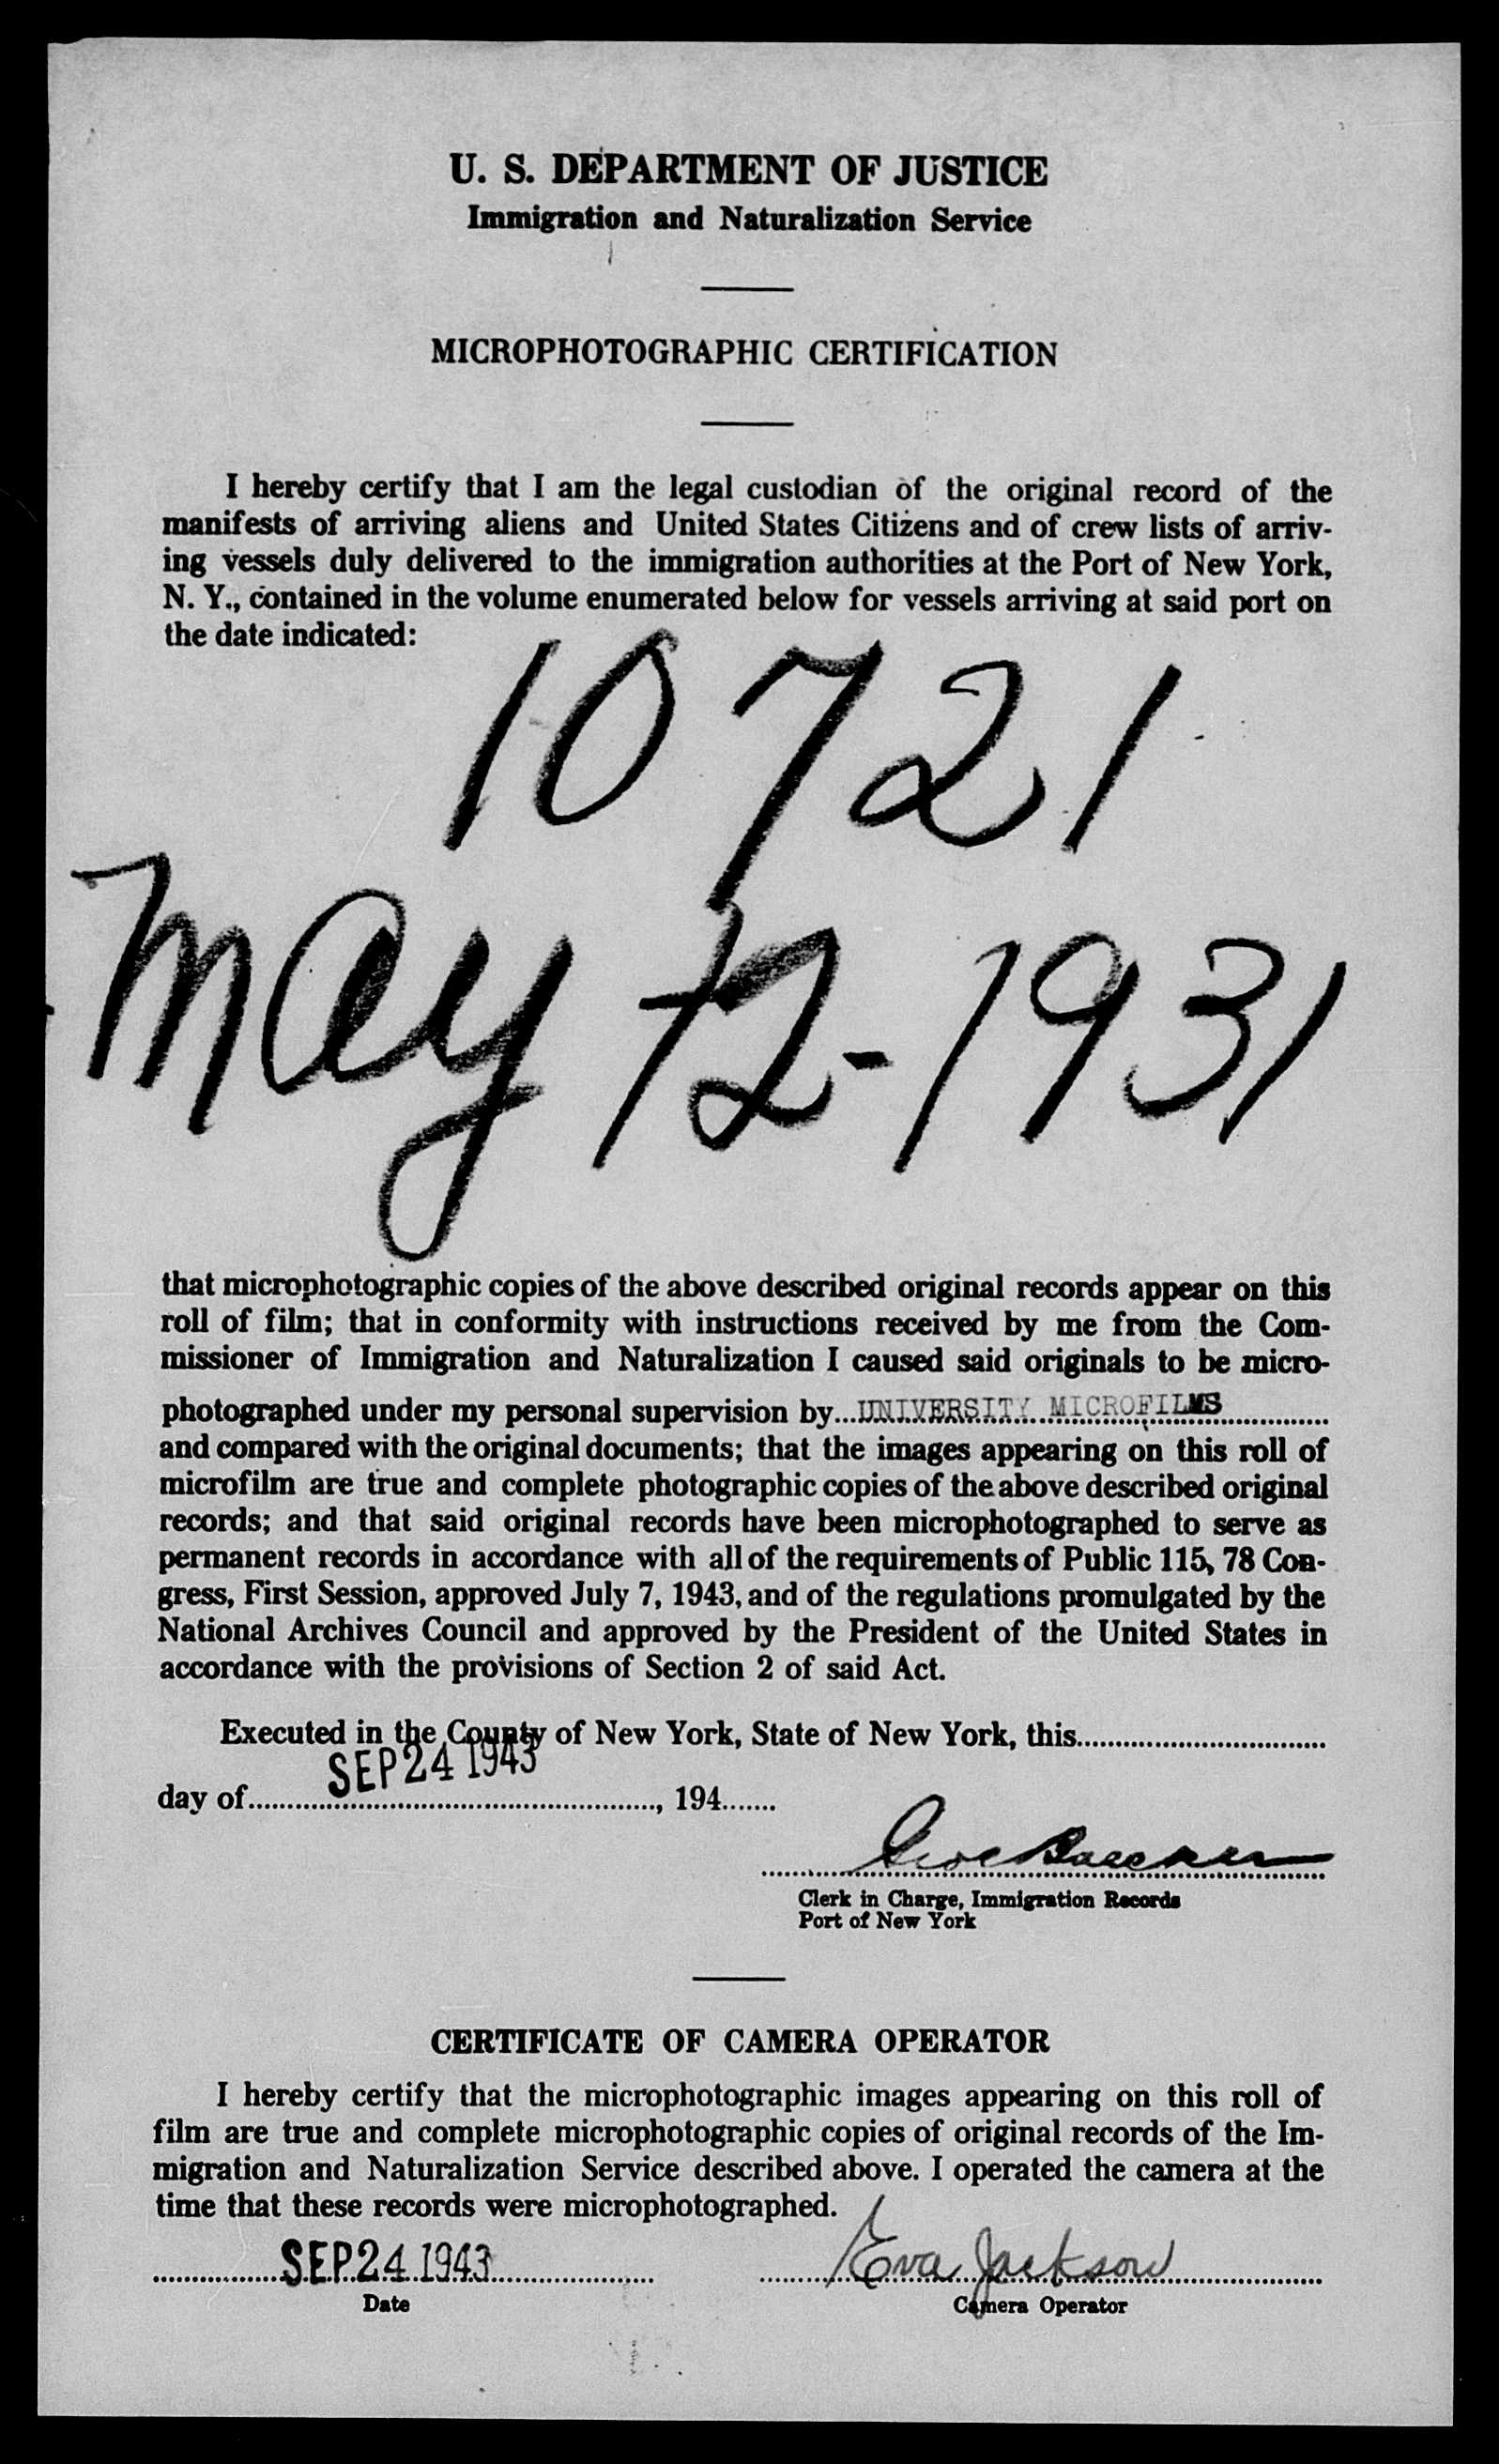 U. S. DEPARTMENT OF JUSTICE
Immigration and Naturalization Service
MICROPHOTOGRAPHIC CERTIFICATION
I hereby certify that I am the legal custodian of the original record of the
manifests of arriving aliens and United States Citizens and of crew lists of arriv-
ing vessels duly delivered to the immigration authorities at the Port of New York,
N. Y., contained in the volume enumerated below for vessels arriving at said port on
the date indicated:
10721
May 12-1931
that microphotographic copies of the above described original records appear on this
roll of film; that in conformity with instructions received by me from the Com-
missioner of Immigration and Naturalization I caused said originals to be micro-
photographed under my personal supervision by...UNIVERSITY MICROFILMS
and compared with the original documents; that the images appearing on this roll of
microfilm are true and complete photographic copies of the above described original
records; and that said original records have been microphotographed to serve as
permanent records in accordance with all of the requirements of Public 115, 78 Con-
gress, First Session, approved July 7, 1943, and of the regulations promulgated by the
National Archives Council and approved by the President of the United States in
accordance with the provisions of Section 2 of said Act.
Executed in the County of New York, State of New York, this
SEP 24 1943
day of , 194
Clerk in Charge, Immigration Records
Port of New York
CERTIFICATE OF CAMERA OPERATOR
I hereby certify that the microphotographic images appearing on this roll of
film are true and complete microphotographic copies of original records of the Im-
migration and Naturalization Service described above. I operated the camera at the
time that these records were microphotographed.
SEP 24 1943 Eva Jackson
Date Camera Operator